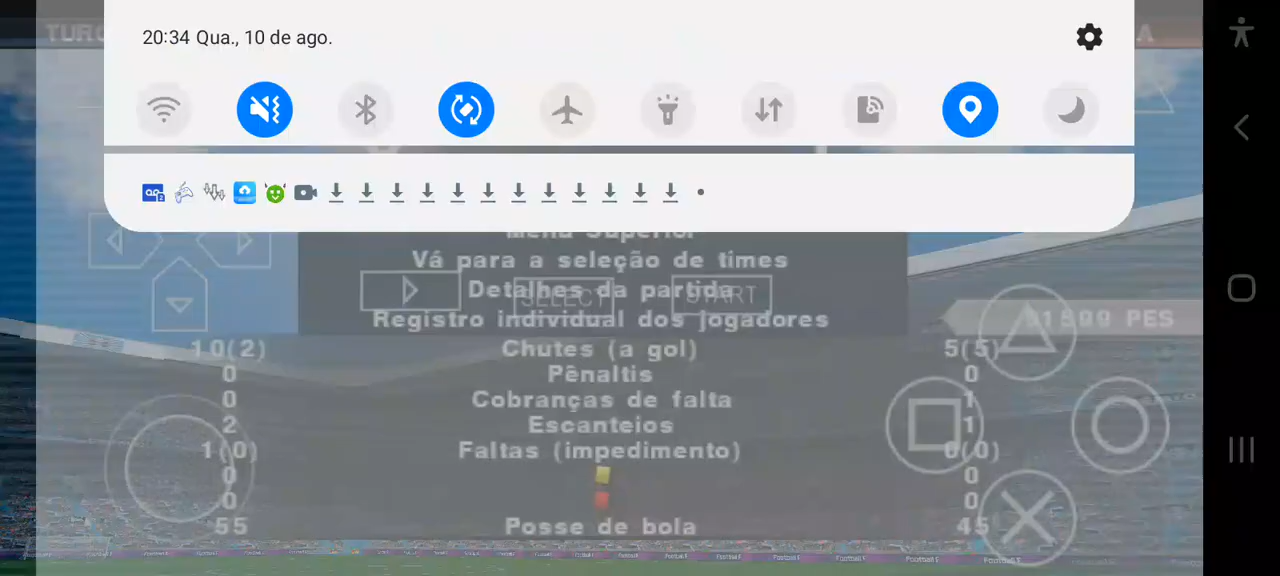 TURC
20:34 Qua., 10 de ago.
A
Menu Superior
Vá para a seleção de times
SELECT
START
Detalhes da partida
Registro individual dos jogadores
PES
10(2) Chutes (a gol) 5(5)
0 Pênaltis 0
0 Cobranças de falta 1
2 Escanteios 1
1(0) Faltas (impedimento) 0(0)
0 0
0 0
55 Posse de bola 45